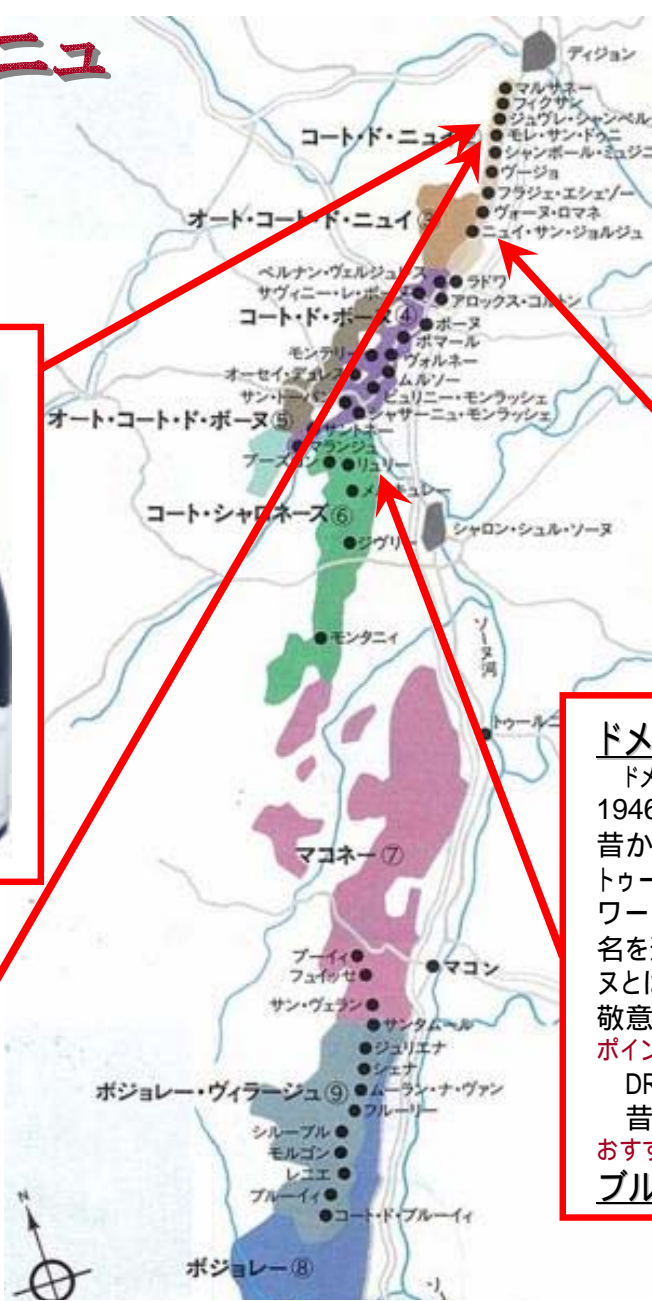 ニュ
ディジョン
マルサネー
フィクサン
ジュヴレ・シャンベル
コート・ド・ニュイ
モレ・サン・ドゥニ
シャンボール・ミュジニ
ヴージョ
フラジェ・エシェゾー
オート・コート・ド・ニュイ③
ヴォーヌ・ロマネ
ニュイ・サン・ジョルジュ
ペルナン・ヴェルジュレス
ラドワ
サヴィニー・レ・ボーヌ
アロックス・コルトン
コート・ド・ボーヌ④
ボーヌ
ポマール
モンテリー
ヴォルネー
オーセイ・デュレス
ムルソー
サン・トーバン
ピュリニー・モンラッシェ
オート・コート・ド・ボーヌ⑤
シャサーニュ・モンラッシェ
サントネー
マランジュ
ブーズロン
リュリー
メルキュレー
コート・シャロネーズ⑥
シャロン・シュル・ソーヌ
ジヴリー
モンタニィ
ソーヌ河
トゥールニ
マコネー⑦
プーイィ
フュイッセ
マコン
サン・ヴェラン
サンタムール
ジュリエナ
シェナ
ボジョレー・ヴィラージュ⑨
ムーラン・ナ・ヴァン
フルーリー
シルーブル
モルゴン
レニエ
ブルーイィ
コート・ド・ブルーイィ
N
ボジョレー⑧
ドメ
ドメ
1946
昔か
トゥー
ワー
名を
ヌとに
敬意
ポイン
DR
昔
おすす
ブル